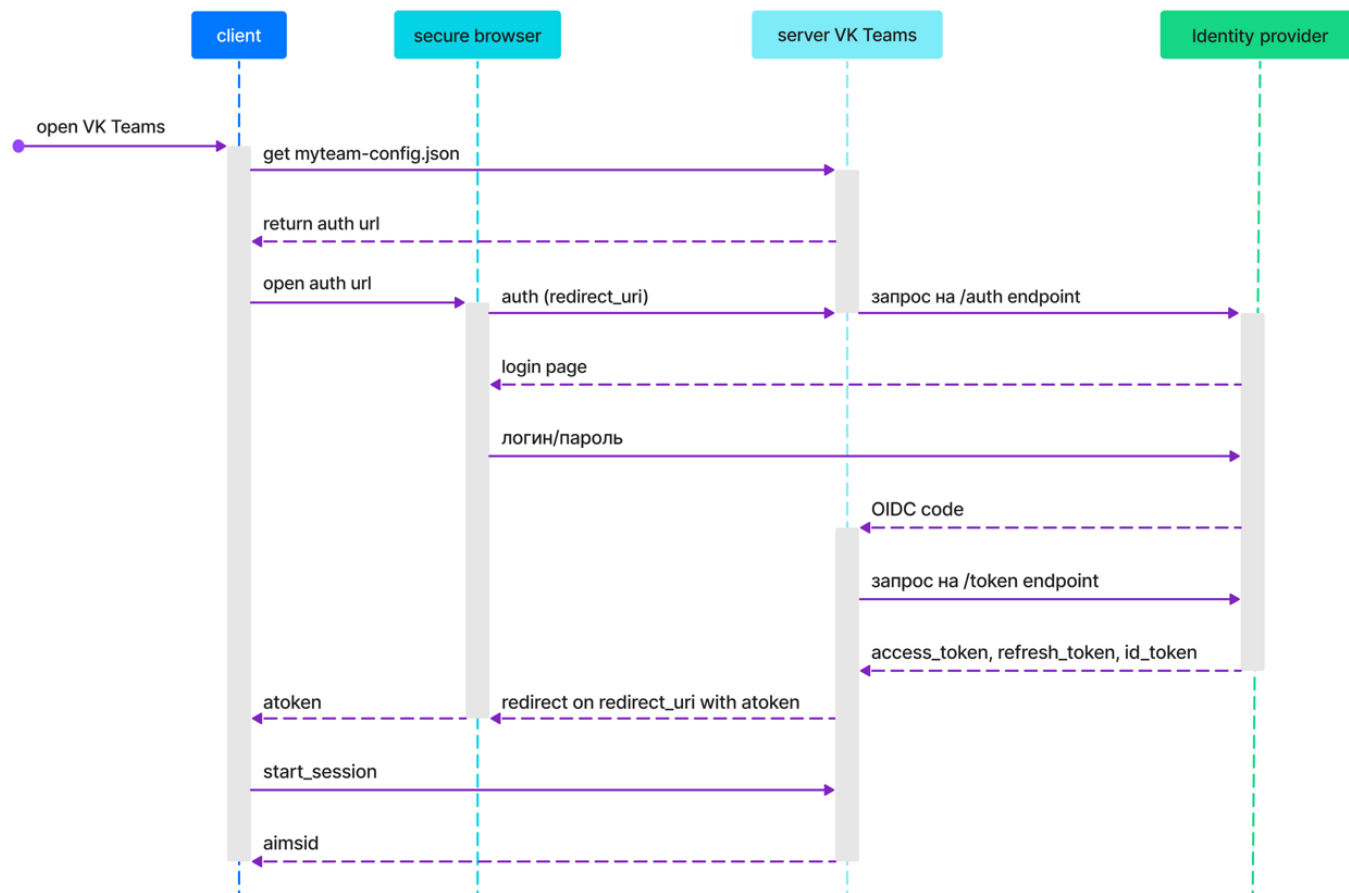 client
secure browser
server VK Teams
Identity provider
open VK Teams
get myteam-config.json
return auth url
open auth url
auth (redirect_uri)
запрос на /auth endpoint
login page
логин/пароль
OIDC code
запрос на /token endpoint
access_token, refresh_token, id_token
atoken
redirect on redirect_uri with atoken
start_session
aimsid